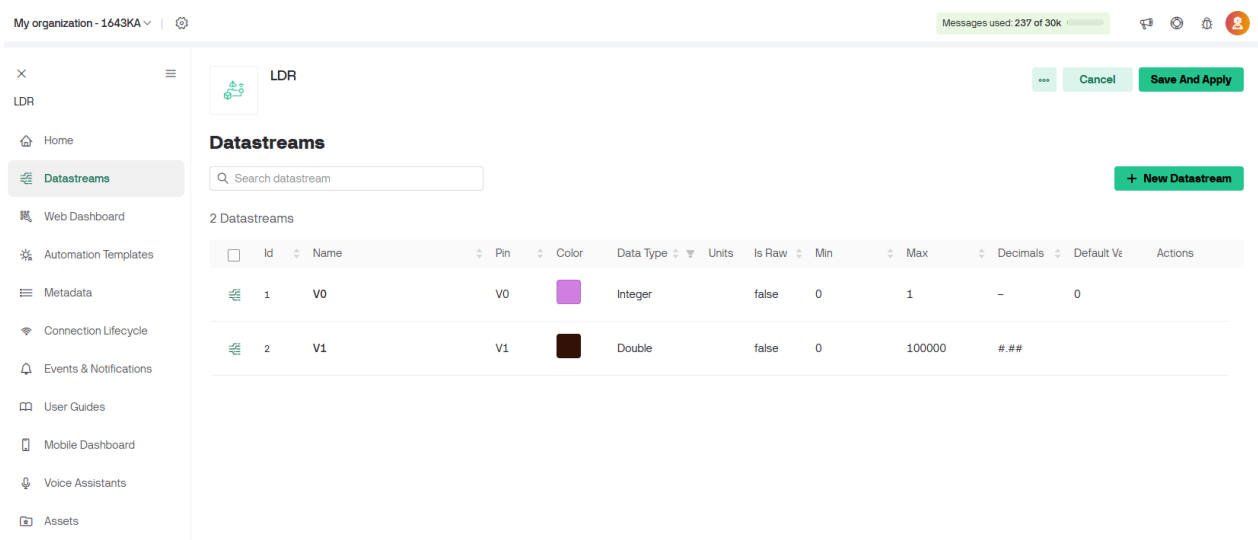 My organization - 1643KA
Messages used: 237 of 30k
LDR
LDR
Cancel
Save And Apply
Home
Datastreams
Web Dashboard
Automation Templates
Metadata
Connection Lifecycle
Events & Notifications
User Guides
Mobile Dashboard
Voice Assistants
Assets
Datastreams
Search datastream
+ New Datastream
2 Datastreams
Id Name Pin Color Data Type Units Is Raw Min Max Decimals Default Va Actions
1 V0 V0 Integer false 0 1 – 0
2 V1 V1 Double false 0 100000 #.##